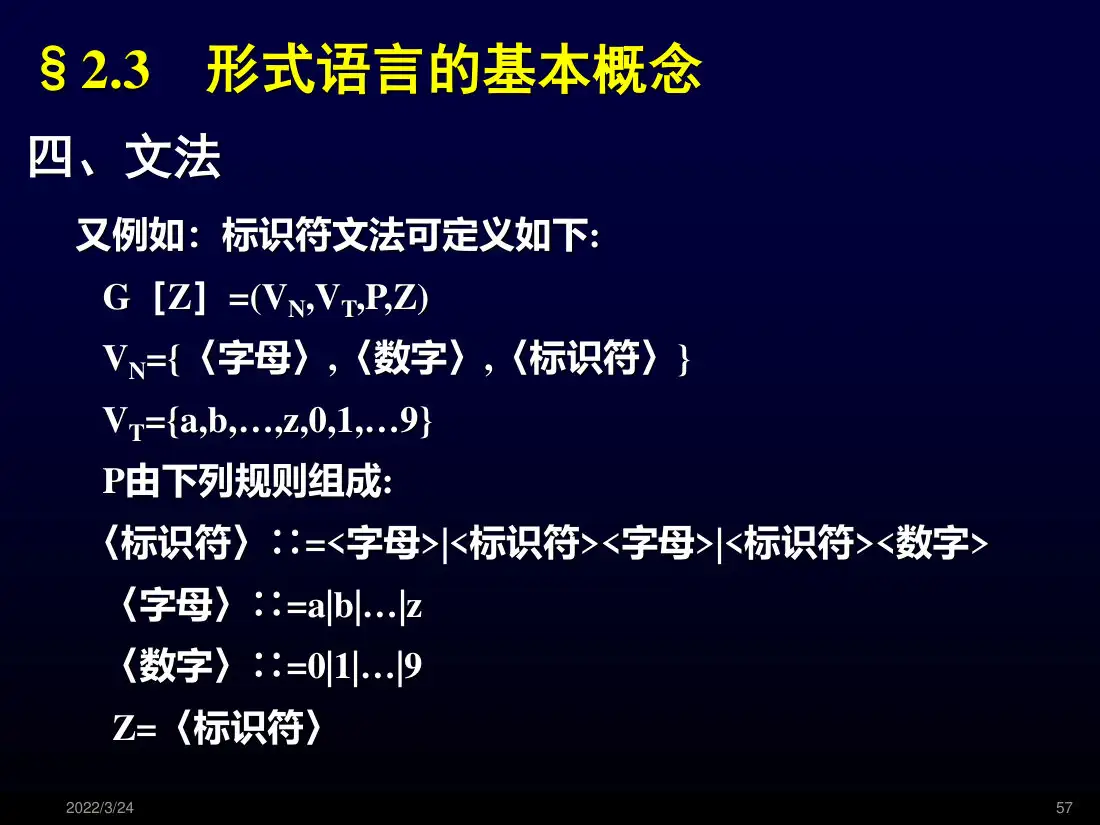 §2.3 形式语言的基本概念
四、文法
又例如：标识符文法可定义如下:
G［Z］=(VN,VT,P,Z)
VN={〈字母〉,〈数字〉,〈标识符〉}
VT={a,b,…,z,0,1,…9}
P由下列规则组成:
〈标识符〉∷=<字母>|<标识符><字母>|<标识符><数字>
〈字母〉∷=a|b|…|z
〈数字〉∷=0|1|…|9
Z=〈标识符〉
2022/3/24
57